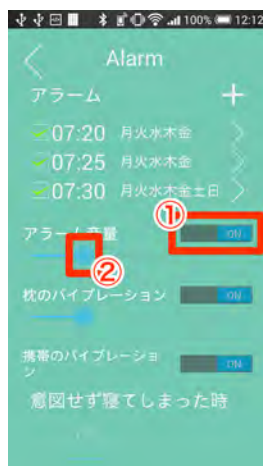 100% 12:12
Alarm
アラーム +
07:20 月火水木金
07:25 月火水木金
07:30 月火水木金土日
①
アラーム音量 ON
②
枕のバイブレーション ON
携帯のバイブレーショ
ン ON
意図せず寝てしまった時